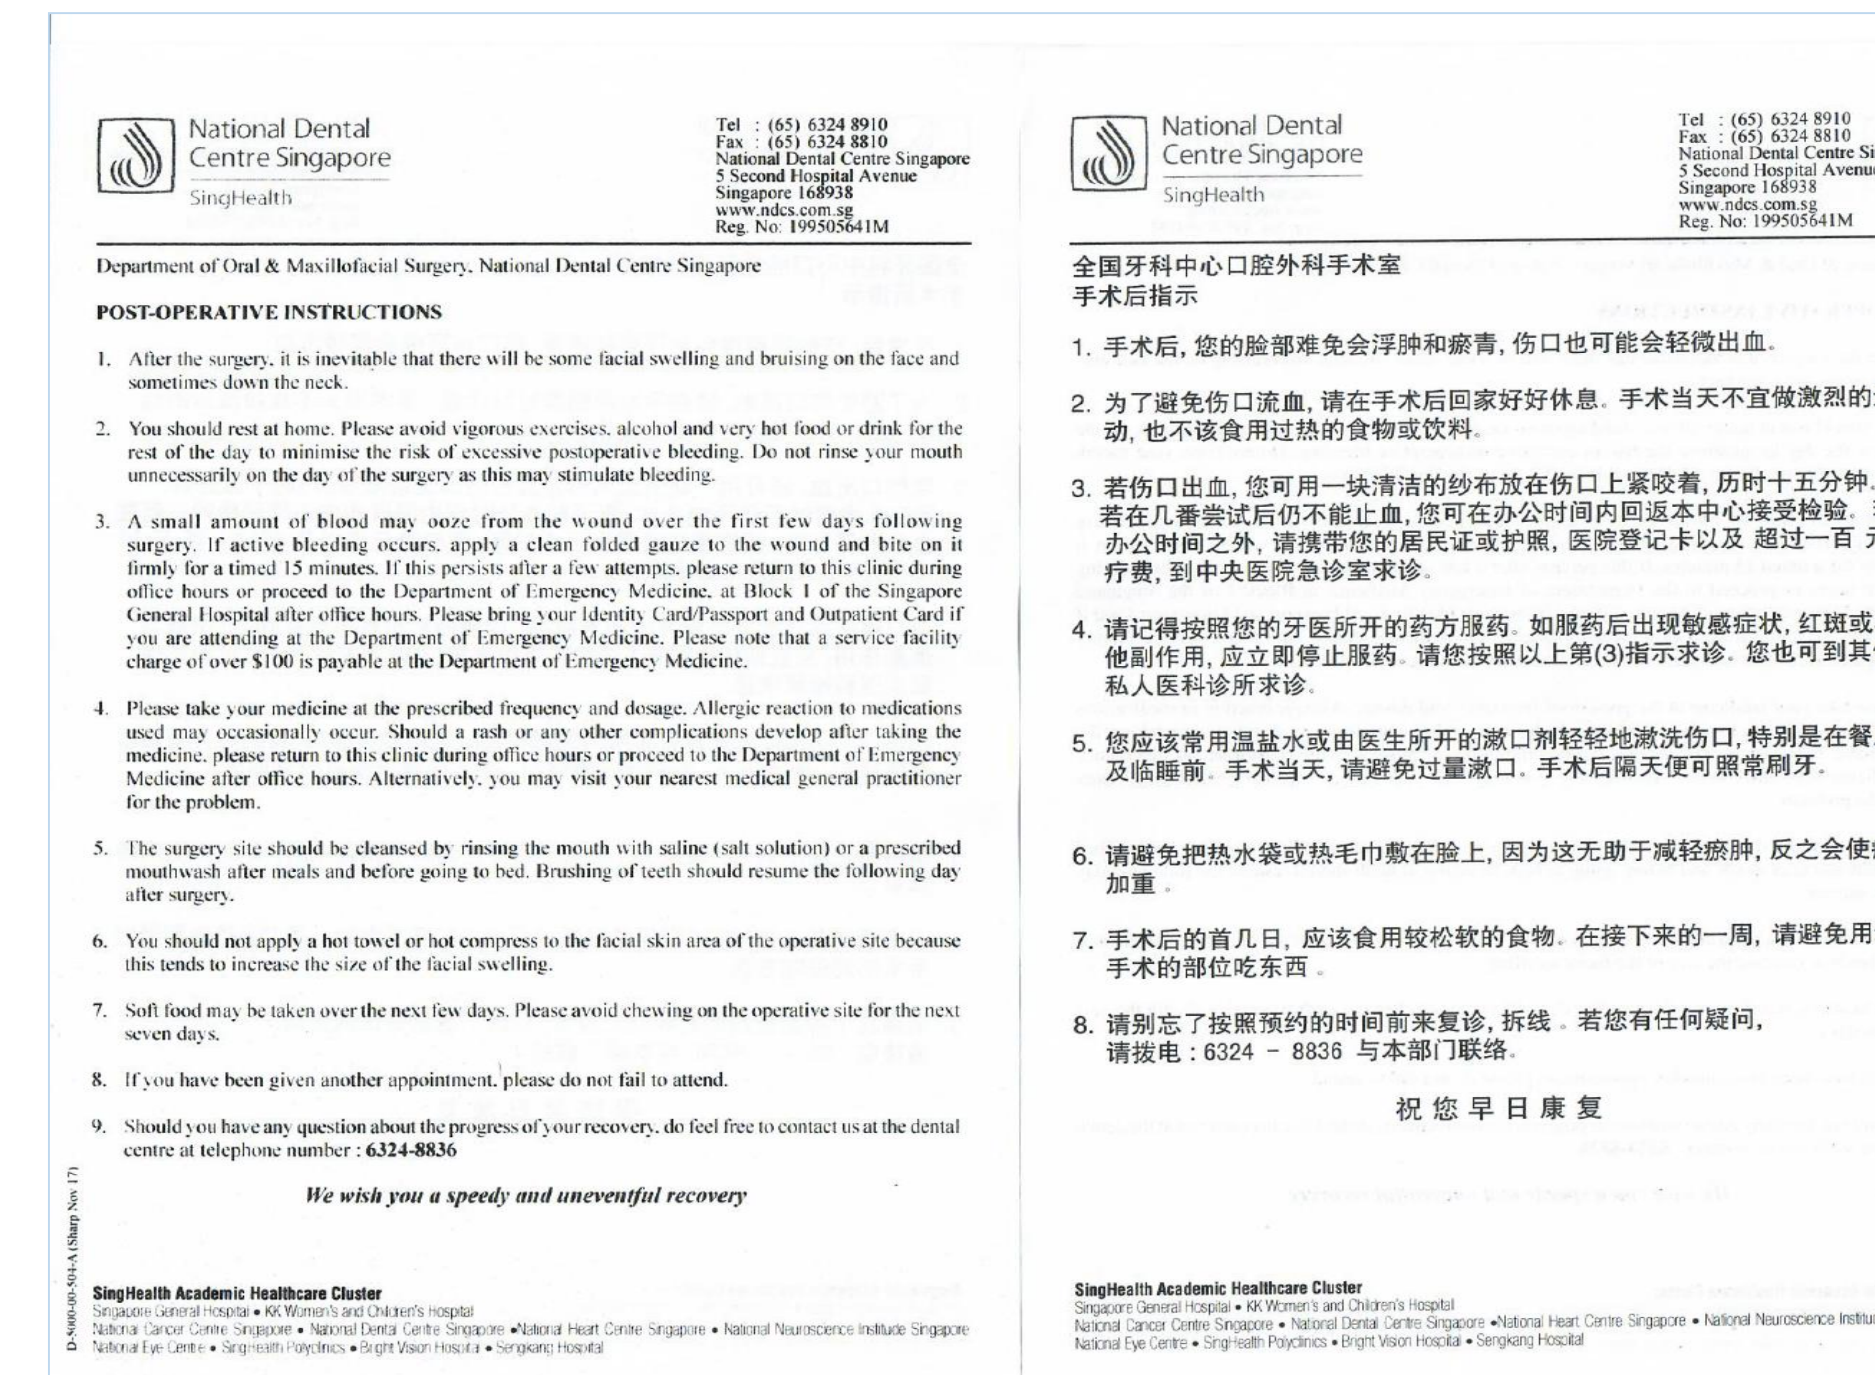 National Dental
Centre Singapore
SingHealth
Tel : (65) 6324 8910
Fax : (65) 6324 8810
National Dental Centre Singapore
5 Second Hospital Avenue
Singapore 168938
www.ndcs.com.sg
Reg. No: 199505641M
Department of Oral & Maxillofacial Surgery, National Dental Centre Singapore
POST-OPERATIVE INSTRUCTIONS
1. After the surgery, it is inevitable that there will be some facial swelling and bruising on the face and
sometimes down the neck.
2. You should rest at home. Please avoid vigorous exercises, alcohol and very hot food or drink for the
rest of the day to minimise the risk of excessive postoperative bleeding. Do not rinse your mouth
unnecessarily on the day of the surgery as this may stimulate bleeding.
3. A small amount of blood may ooze from the wound over the first few days following
surgery. If active bleeding occurs, apply a clean folded gauze to the wound and bite on it
firmly for a timed 15 minutes. If this persists after a few attempts, please return to this clinic during
office hours or proceed to the Department of Emergency Medicine, at Block 1 of the Singapore
General Hospital after office hours. Please bring your Identity Card/Passport and Outpatient Card if
you are attending at the Department of Emergency Medicine. Please note that a service facility
charge of over $100 is payable at the Department of Emergency Medicine.
4. Please take your medicine at the prescribed frequency and dosage. Allergic reaction to medications
used may occasionally occur. Should a rash or any other complications develop after taking the
medicine, please return to this clinic during office hours or proceed to the Department of Emergency
Medicine after office hours. Alternatively, you may visit your nearest medical general practitioner
for the problem.
5. The surgery site should be cleansed by rinsing the mouth with saline (salt solution) or a prescribed
mouthwash after meals and before going to bed. Brushing of teeth should resume the following day
after surgery.
6. You should not apply a hot towel or hot compress to the facial skin area of the operative site because
this tends to increase the size of the facial swelling.
7. Soft food may be taken over the next few days. Please avoid chewing on the operative site for the next
seven days.
8. If you have been given another appointment, please do not fail to attend.
9. Should you have any question about the progress of your recovery, do feel free to contact us at the dental
centre at telephone number : 6324-8836
We wish you a speedy and uneventful recovery
D-5000-00-504-A (Sharp Nov 17)
SingHealth Academic Healthcare Cluster
Singapore General Hospital • KK Women's and Children's Hospital
National Cancer Centre Singapore • National Dental Centre Singapore •National Heart Centre Singapore • National Neuroscience Institude Singapore
National Eye Centre • SingHealth Polyclinics • Bright Vision Hospital • Sengkang Hospital
National Dental
Centre Singapore
SingHealth
Tel : (65) 6324 8910
Fax : (65) 6324 8810
National Dental Centre
5 Second Hospital Avenue
Singapore 168938
www.ndcs.com.sg
Reg. No: 199505641M
全国牙科中心口腔外科手术室
手术后指示
1. 手术后, 您的脸部难免会浮肿和瘀青, 伤口也可能会轻微出血。
2. 为了避免伤口流血, 请在手术后回家好好休息。手术当天不宜做激烈的
动, 也不该食用过热的食物或饮料。
3. 若伤口出血, 您可用一块清洁的纱布放在伤口上紧咬着, 历时十五分钟。
若在几番尝试后仍不能止血, 您可在办公时间内回返本中心接受检验。
办公时间之外, 请携带您的居民证或护照, 医院登记卡以及 超过一百 元
疗费, 到中央医院急诊室求诊。
4. 请记得按照您的牙医所开的药方服药。如服药后出现敏感症状, 红斑或
他副作用, 应立即停止服药。请您按照以上第(3)指示求诊。您也可到其
私人医科诊所求诊。
5. 您应该常用温盐水或由医生所开的漱口剂轻轻地漱洗伤口, 特别是在餐
及临睡前。手术当天, 请避免过量漱口。手术后隔天便可照常刷牙。
6. 请避免把热水袋或热毛巾敷在脸上, 因为这无助于减轻瘀肿, 反之会使
加重。
7. 手术后的首几日, 应该食用较松软的食物。在接下来的一周, 请避免用
手术的部位吃东西。
8. 请别忘了按照预约的时间前来复诊, 拆线。若您有任何疑问,
请拨电 : 6324 - 8836 与本部门联络。
祝 您 早 日 康 复
SingHealth Academic Healthcare Cluster
Singapore General Hospital • KK Women's and Children's Hospital
National Cancer Centre Singapore • National Dental Centre Singapore •National Heart Centre Singapore • National Neuroscience
National Eye Centre • SingHealth Polyclinics • Bright Vision Hospital • Sengkang Hospital